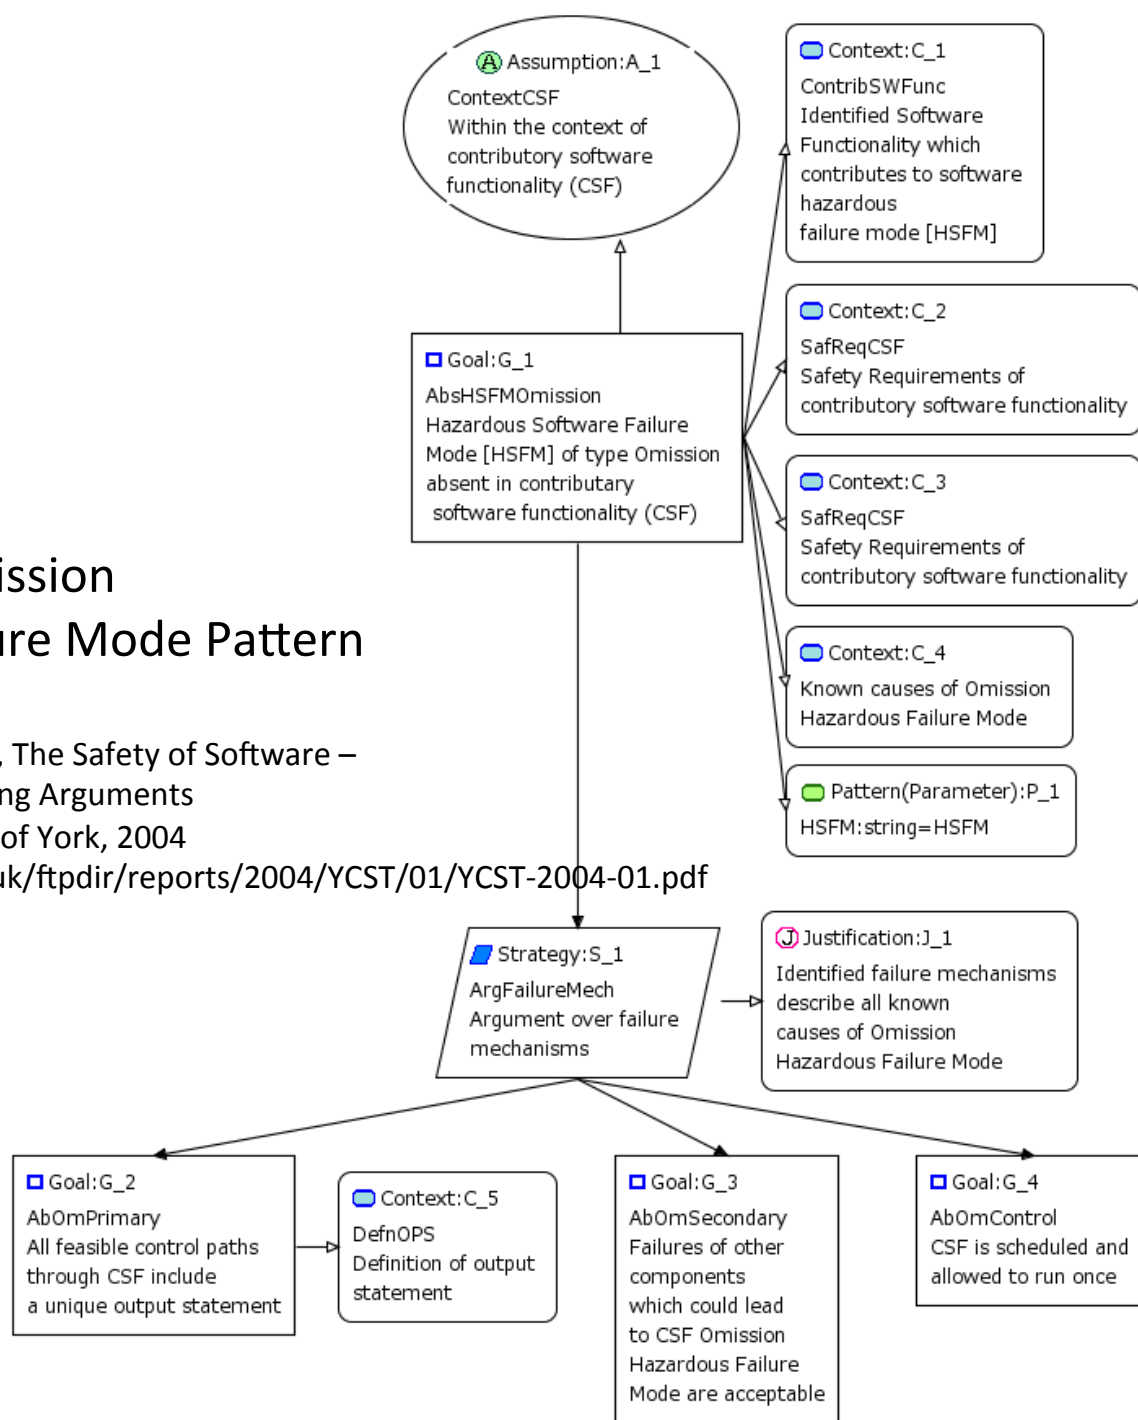 Assumption:A_1
ContextCSF
Within the context of
contributory software
functionality (CSF)
Context:C_1
ContribSWFunc
Identified Software
Functionality which
contributes to software
hazardous
failure mode [HSFM]
Context:C_2
SafReqCSF
Safety Requirements of
contributory software functionality
Goal:G_1
AbsHSFMOmission
Hazardous Software Failure
Mode [HSFM] of type Omission
absent in contributary
software functionality (CSF)
Context:C_3
SafReqCSF
Safety Requirements of
contributory software functionality
ission
ure Mode Pattern
Context:C_4
Known causes of Omission
Hazardous Failure Mode
, The Safety of Software –
ng Arguments
of York, 2004
uk/ftpdir/reports/2004/YCST/01/YCST-2004-01.pdf
Pattern(Parameter):P_1
HSFM:string=HSFM
Strategy:S_1
ArgFailureMech
Argument over failure
mechanisms
J Justification:J_1
Identified failure mechanisms
describe all known
causes of Omission
Hazardous Failure Mode
Goal:G_2
AbOmPrimary
All feasible control paths
through CSF include
a unique output statement
Context:C_5
DefnOPS
Definition of output
statement
Goal:G_3
AbOmSecondary
Failures of other
components
which could lead
to CSF Omission
Hazardous Failure
Mode are acceptable
Goal:G_4
AbOmControl
CSF is scheduled and
allowed to run once